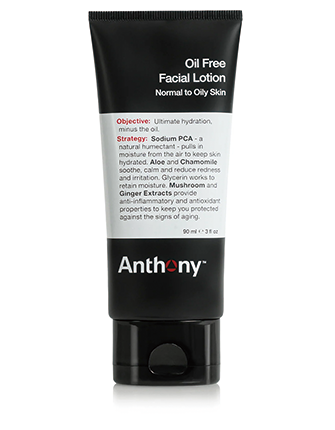 Oil Free
Facial Lotion
Normal to Oily Skin
Objective: Ultimate hydration,
minus the oil.
Strategy: Sodium PCA - a
natural humectant - pulls in
moisture from the air to keep skin
hydrated. Aloe and Chamomile
soothe, calm and reduce redness
and irritation. Glycerin works to
retain moisture. Mushroom and
Ginger Extracts provide
anti-inflammatory and antioxidant
properties to keep you protected
against the signs of aging.
90 ml ℮ 3 fl oz
Anthony™